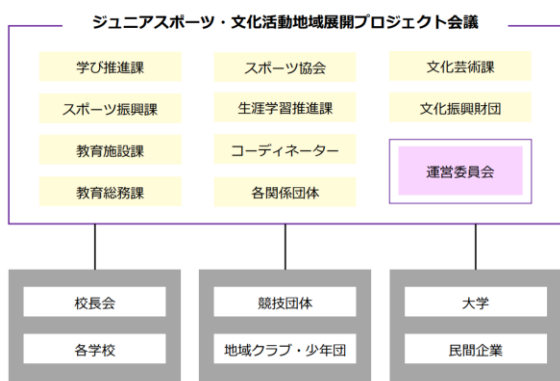 ジュニアスポーツ・文化活動地域展開プロジェクト会議
学び推進課
スポーツ協会
文化芸術課
スポーツ振興課
生涯学習推進課
文化振興財団
教育施設課
コーディネーター
運営委員会
教育総務課
各関係団体
校長会
競技団体
大学
各学校
地域クラブ・少年団
民間企業